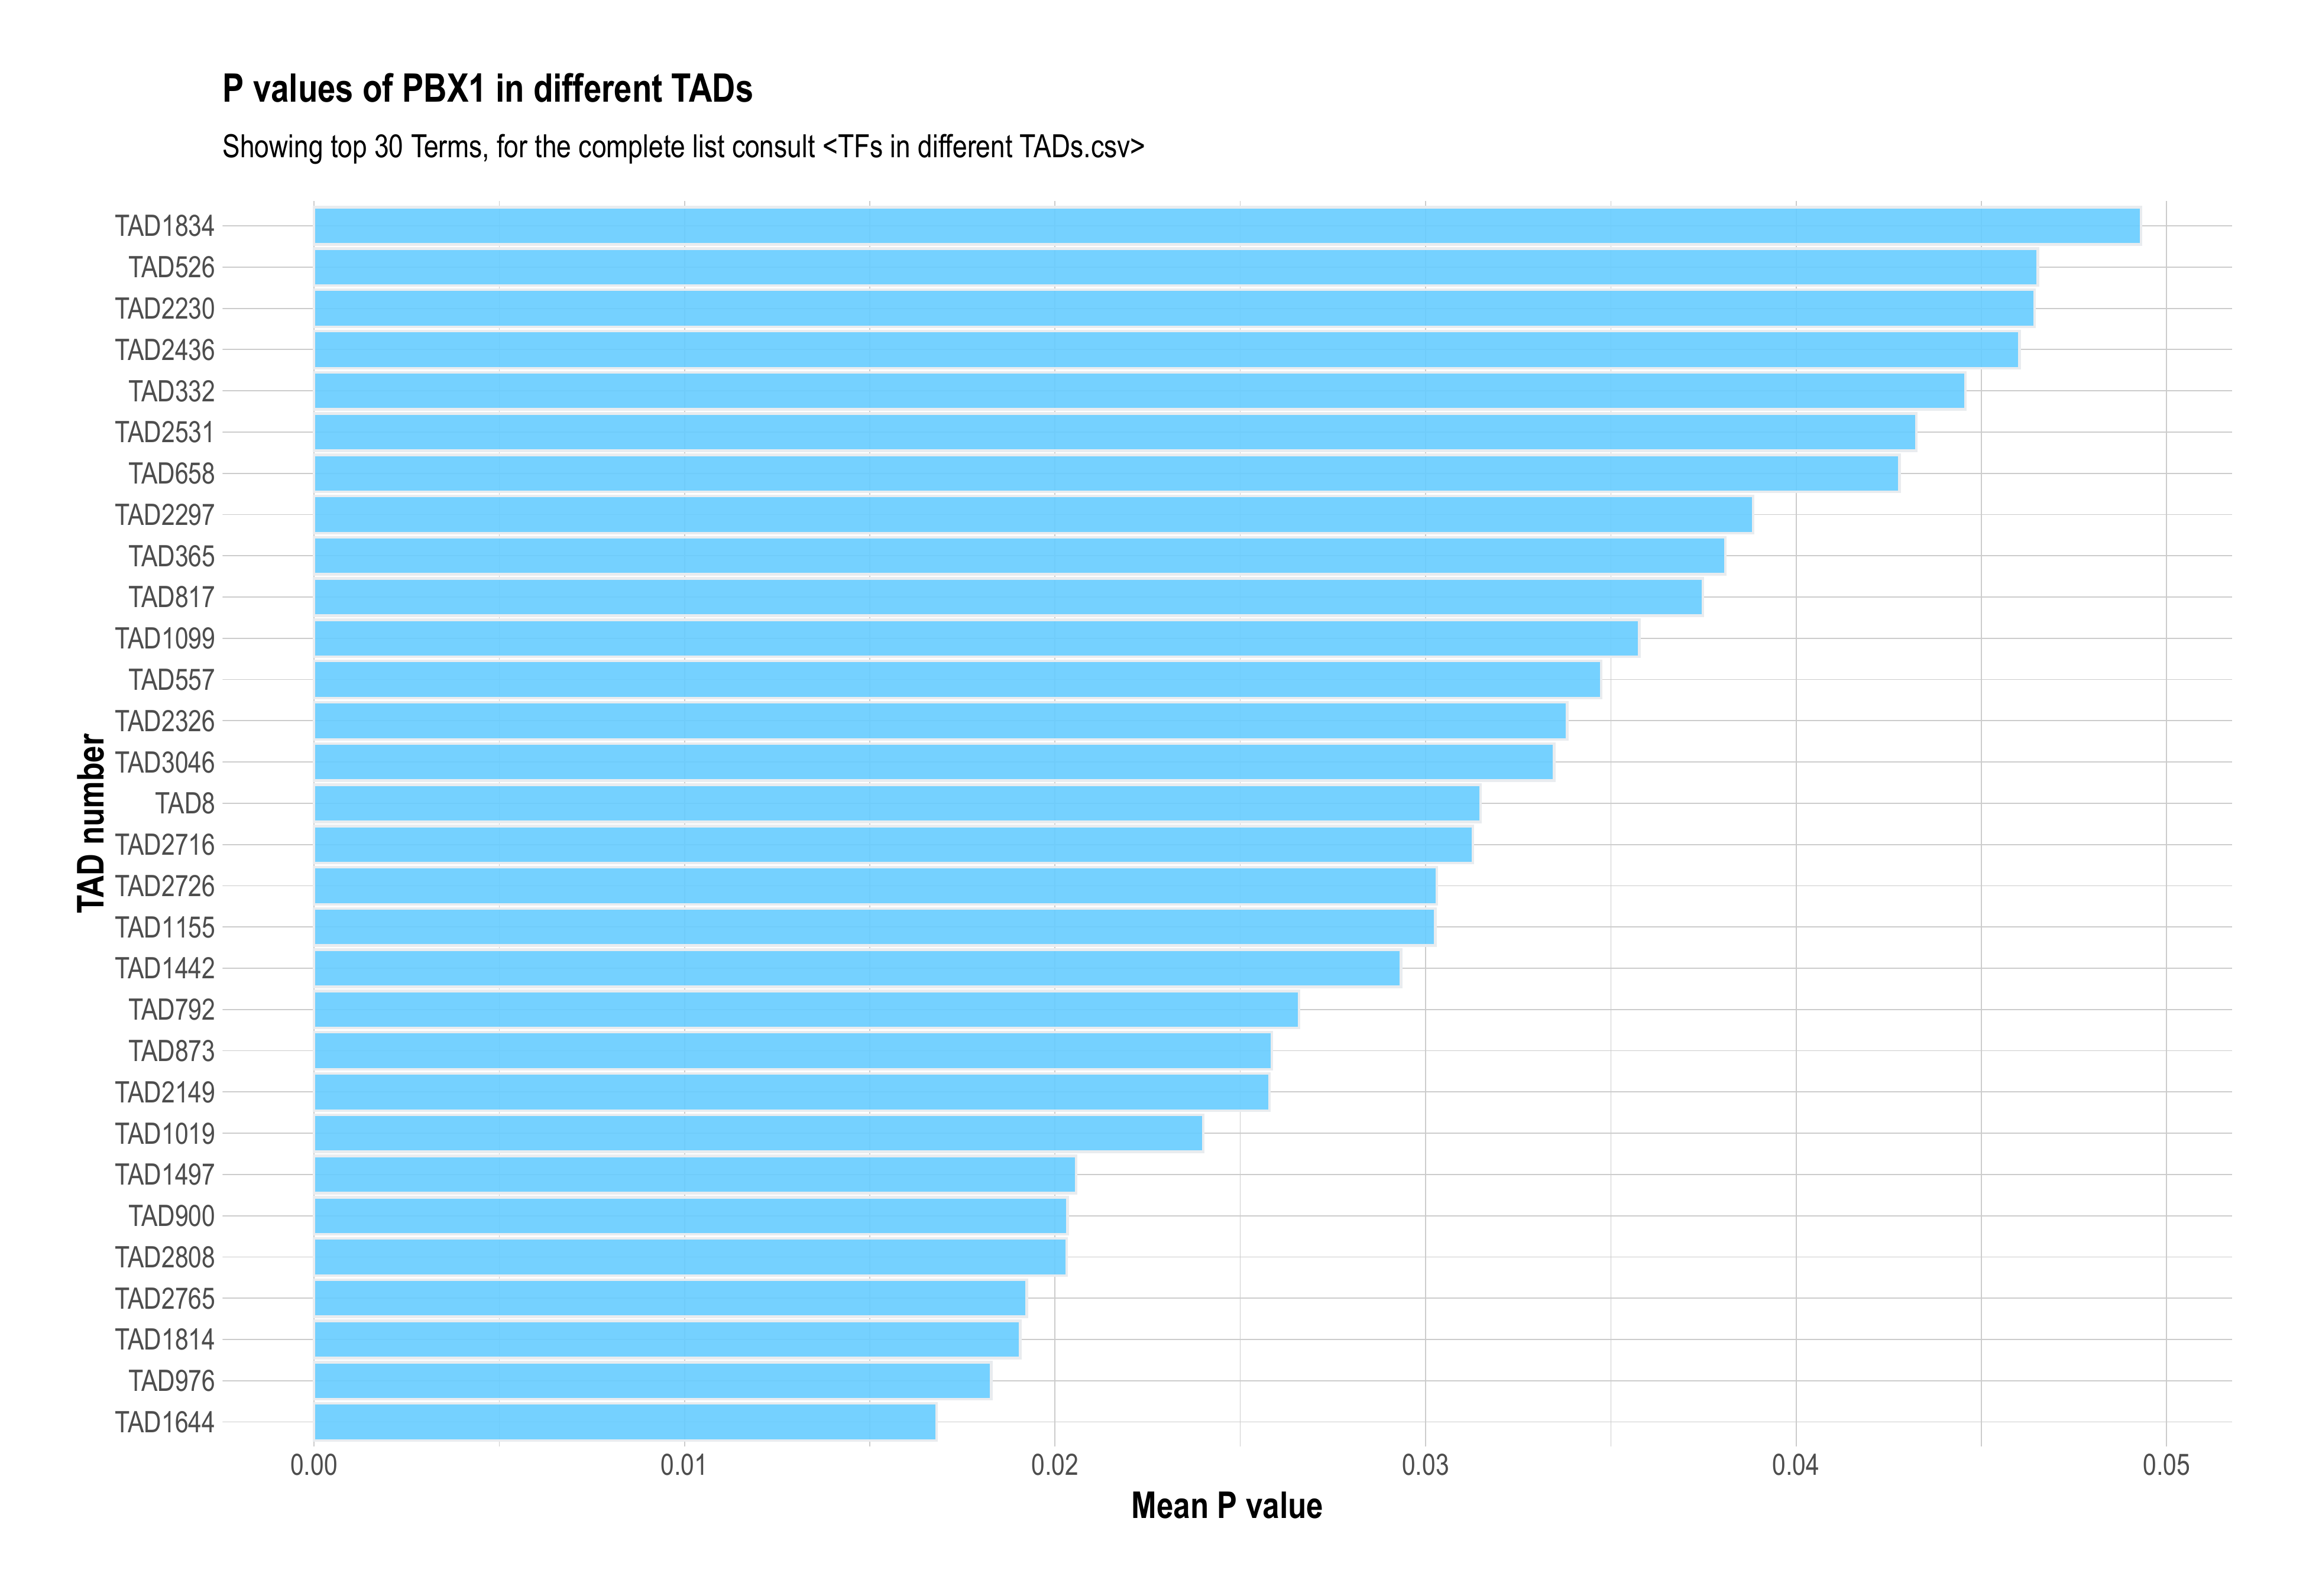 P values of PBX1 in different TADs
Showing top 30 Terms, for the complete list consult <TFs in different TADs.csv>
TAD number
TAD1834
TAD526
TAD2230
TAD2436
TAD332
TAD2531
TAD658
TAD2297
TAD365
TAD817
TAD1099
TAD557
TAD2326
TAD3046
TAD8
TAD2716
TAD2726
TAD1155
TAD1442
TAD792
TAD873
TAD2149
TAD1019
TAD1497
TAD900
TAD2808
TAD2765
TAD1814
TAD976
TAD1644
0.00 0.01 0.02 0.03 0.04 0.05
Mean P value